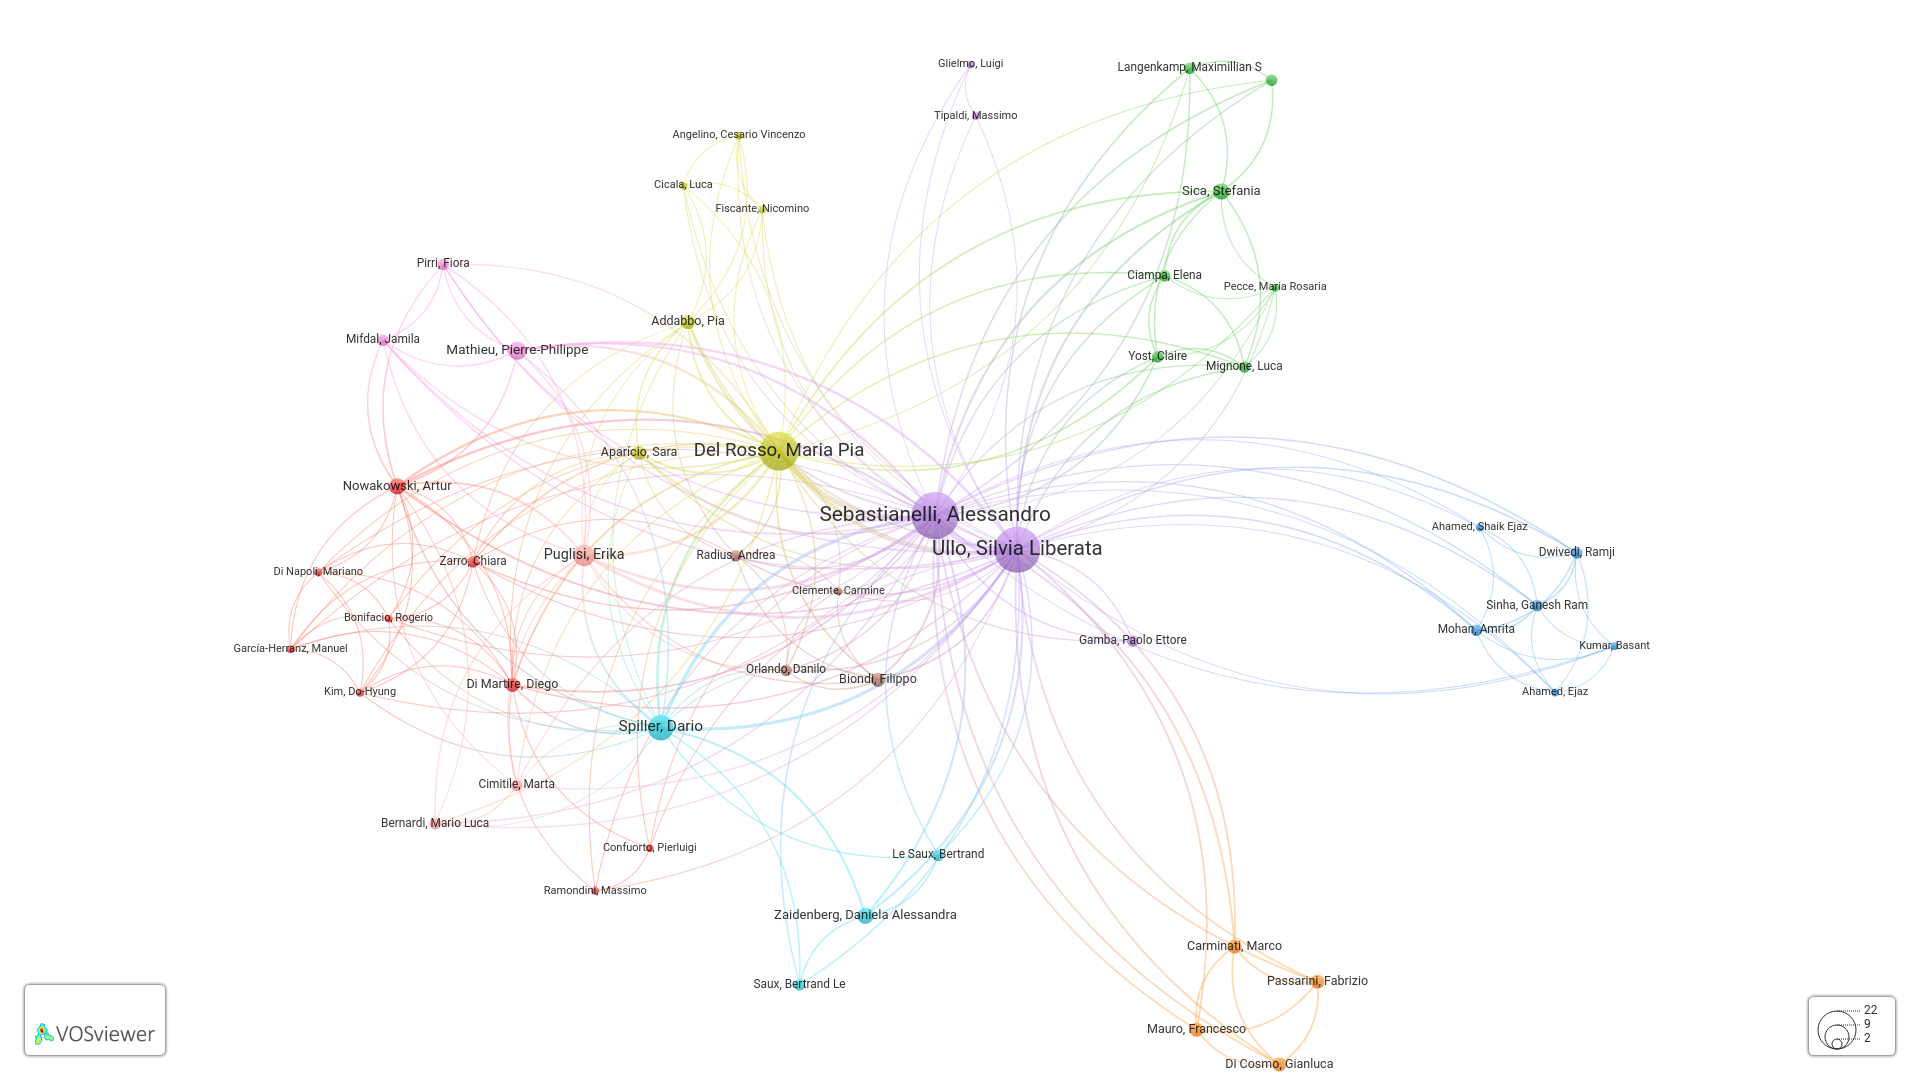 Glielmo, Luigi
Langenkamp, Maximillian S
Tipaldi, Massimo
Angelino, Cesario Vincenzo
Cicala, Luca
Sica, Stefania
Fiscante, Nicomino
Pirri, Fiora
Ciampa, Elena
Pecce, Maria Rosaria
Addabbo, Pia
Mifdal, Jamila
Mathieu, Pierre-Philippe
Yost, Claire
Mignone, Luca
Aparício, Sara
Del Rosso, Maria Pia
Nowakowski, Artur
Sebastianelli, Alessandro
Ahamed, Shaik Ejaz
Ullo, Silvia Liberata
Dwivedi, Ramji
Puglisi, Erika
Radius, Andrea
Zarro, Chiara
Di Napoli, Mariano
Clemente, Carmine
Sinha, Ganesh Ram
Bonifacio, Rogerio
Mohan, Amrita
Gamba, Paolo Ettore
Kumar, Basant
García-Herranz, Manuel
Orlando, Danilo
Biondi, Filippo
Di Martire, Diego
Kim, Do-Hyung
Ahamed, Ejaz
Spiller, Dario
Cimitile, Marta
Bernardi, Mario Luca
Confuorto, Pierluigi
Le Saux, Bertrand
Ramondini, Massimo
Zaidenberg, Daniela Alessandra
Carminati, Marco
Passarini, Fabrizio
Saux, Bertrand Le
Mauro, Francesco
Di Cosmo, Gianluca
VOSviewer
22
9
2